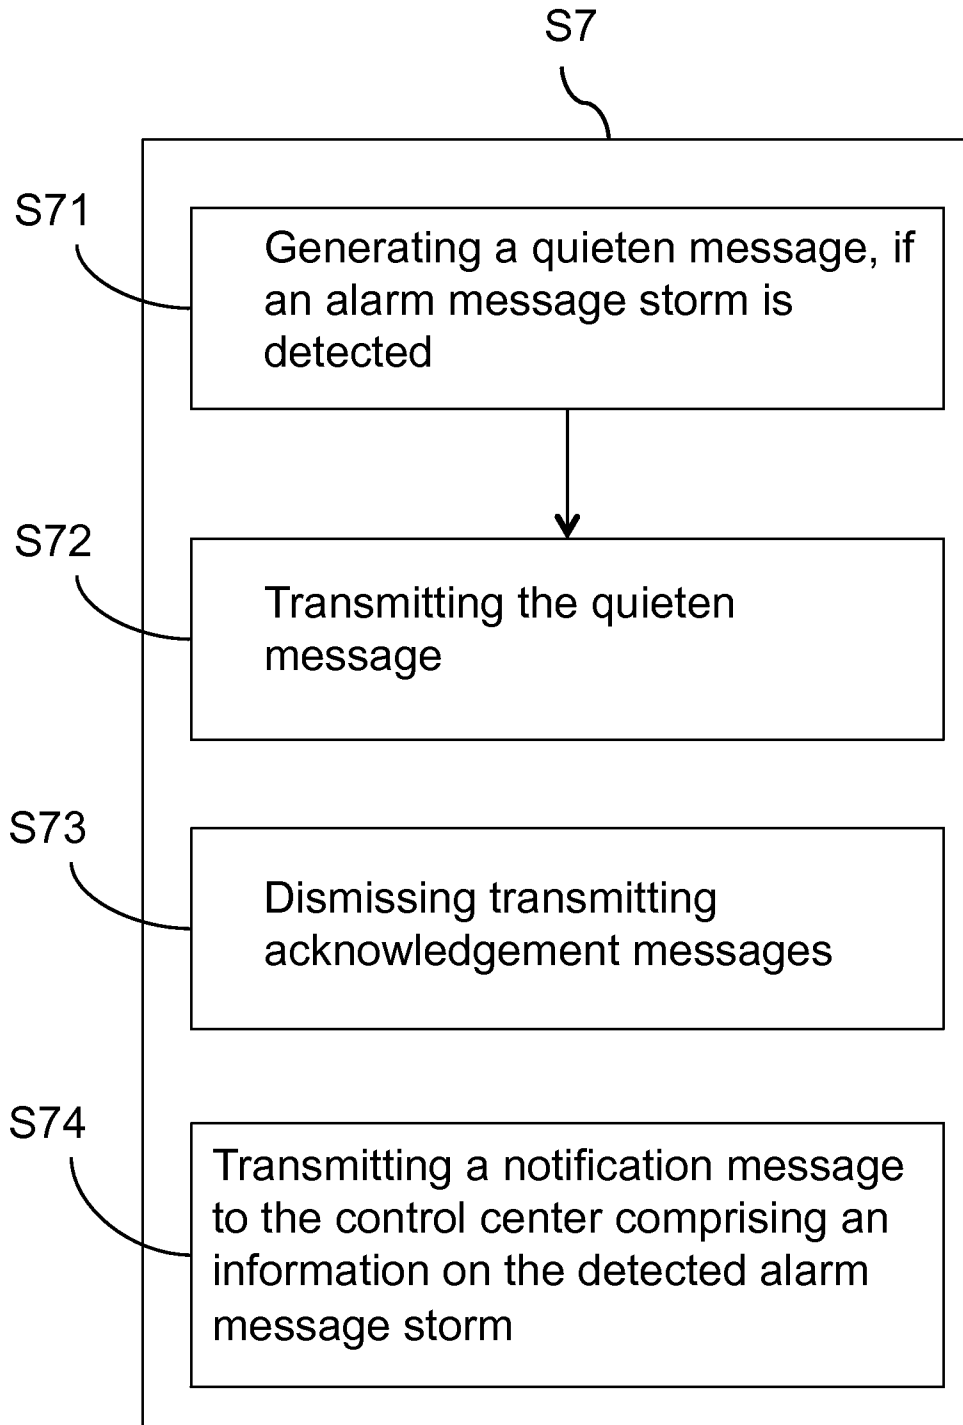 S7
S71
Generating a quieten message, if
an alarm message storm is
detected
S72
Transmitting the quieten
message
S73
Dismissing transmitting
acknowledgement messages
S74
Transmitting a notification message
to the control center comprising an
information on the detected alarm
message storm